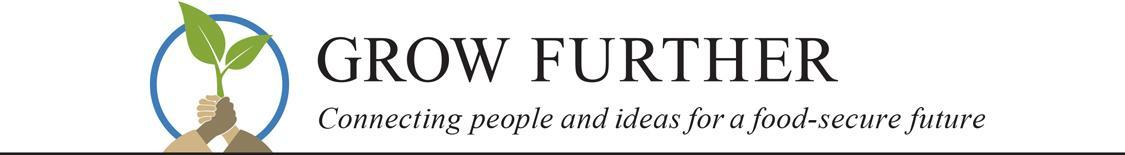 GROW FURTHER
Connecting people and ideas for a food-secure future